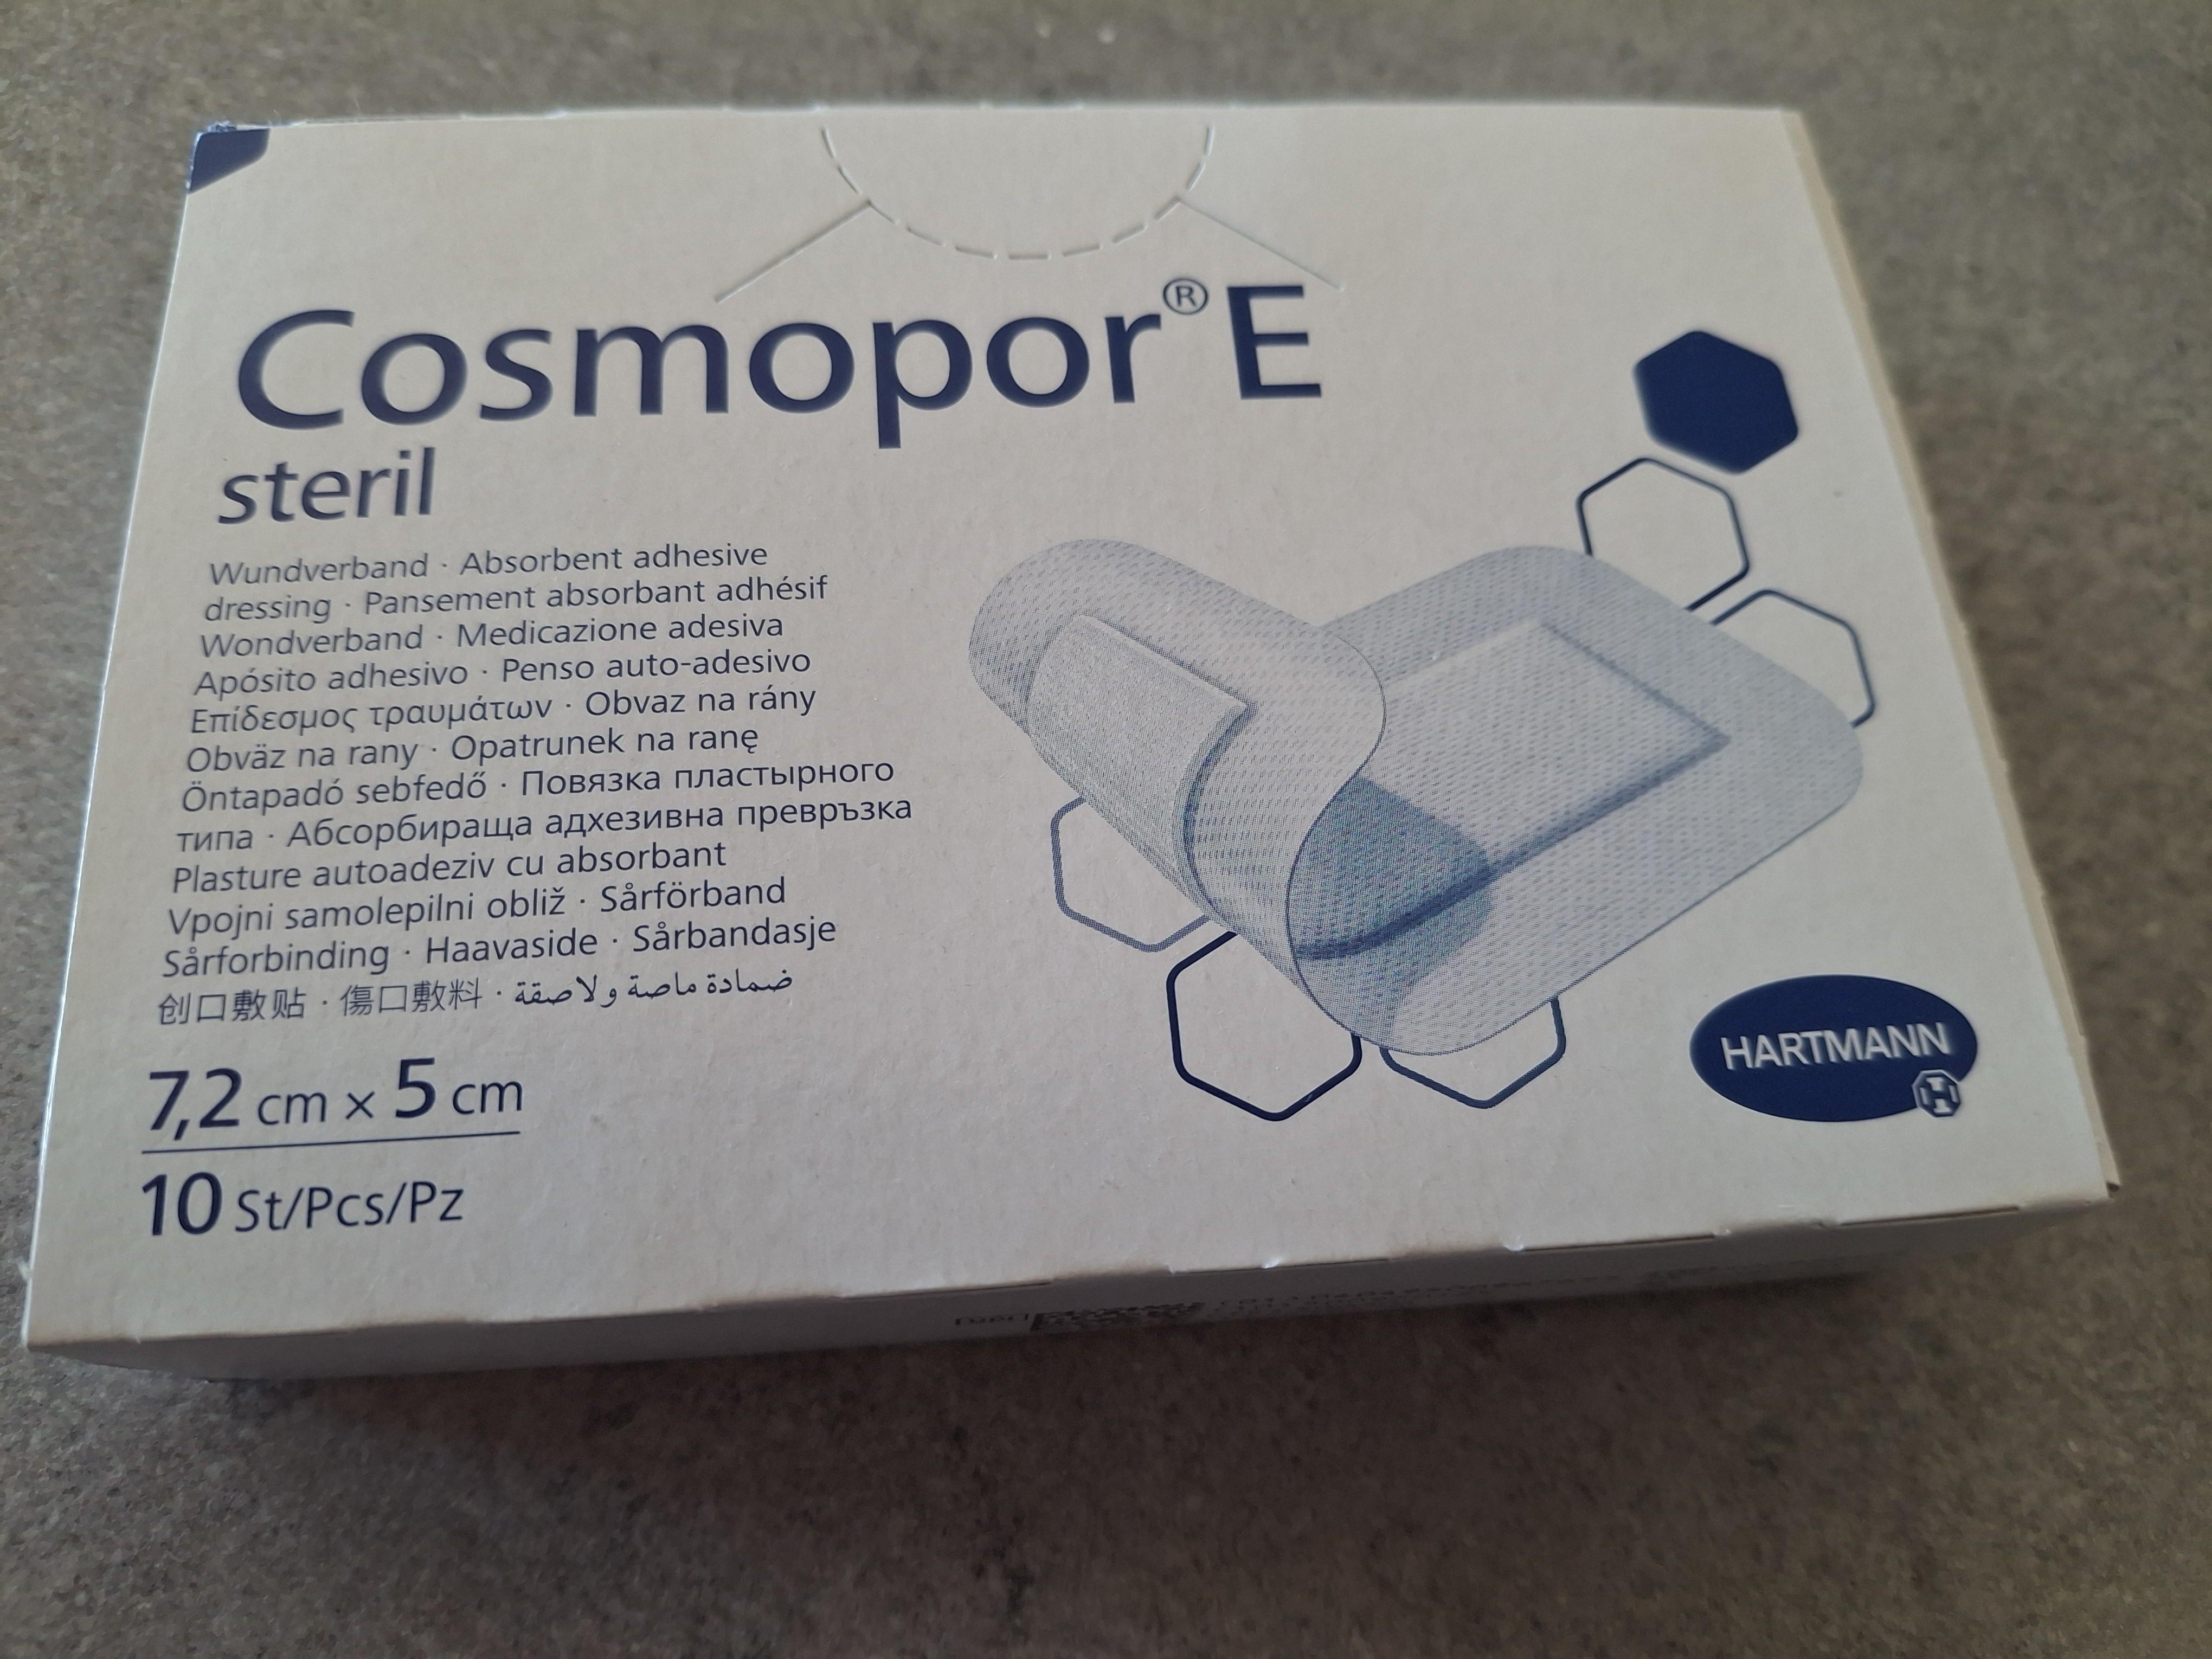 Cosmopor® E
steril
Wundverband · Absorbent adhesive
dressing · Pansement absorbant adhésif
Wondverband · Medicazione adesiva
Apósito adhesivo · Penso auto-adesivo
Επίδεσμος τραυμάτων · Obvaz na rány
Obväz na rany · Opatrunek na ranę
Öntapadó sebfedő · Повязка пластырного
типа · Абсорбираща адхезивна превръзка
Plasture autoadeziv cu absorbant
Vpojni samolepilni obliž · Sårförband
Sårforbinding · Haavaside · Sårbandasje
创口敷贴 · 傷口敷料 · ضمادة ماصة ولاصقة
7,2 cm x 5 cm
10 St/Pcs/Pz
HARTMANN
H